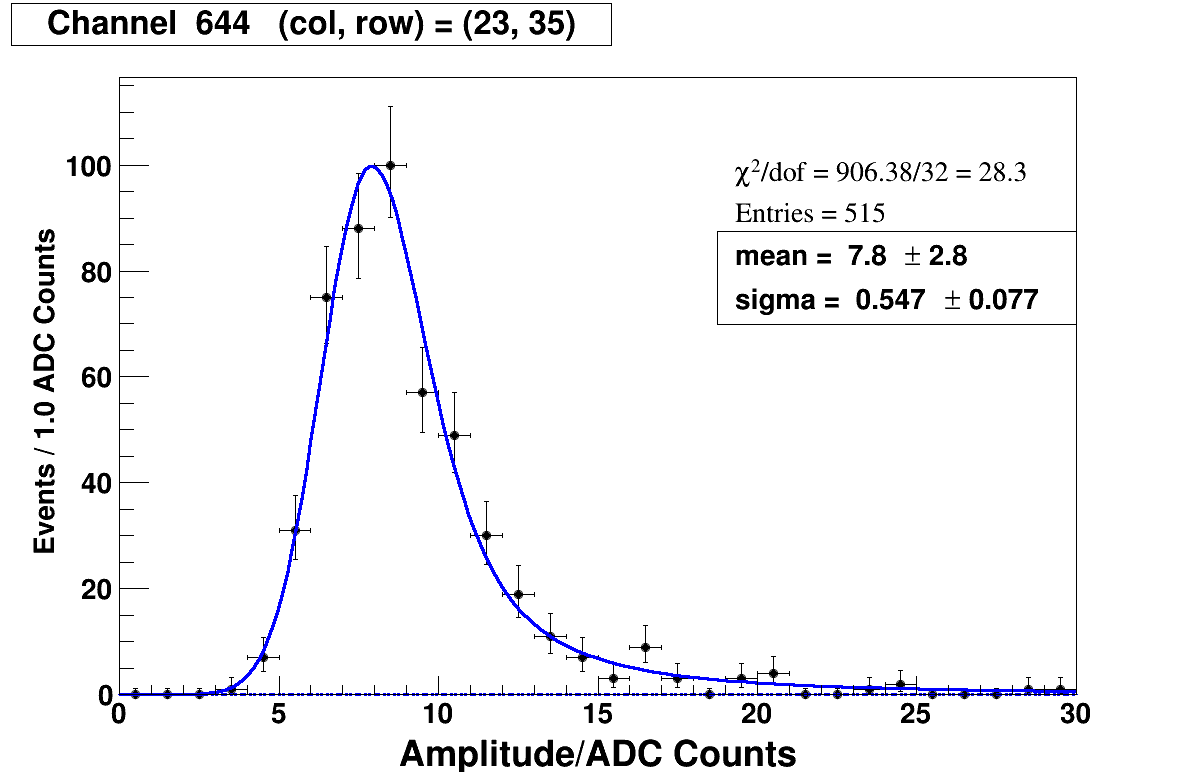 Channel 644 (col, row) = (23, 35)
χ²/dof = 906.38/32 = 28.3
Entries = 515
mean = 7.8 ± 2.8
sigma = 0.547 ± 0.077
Events / 1.0 ADC Counts
100
80
60
40
20
0
0 5 10 15 20 25 30
Amplitude/ADC Counts